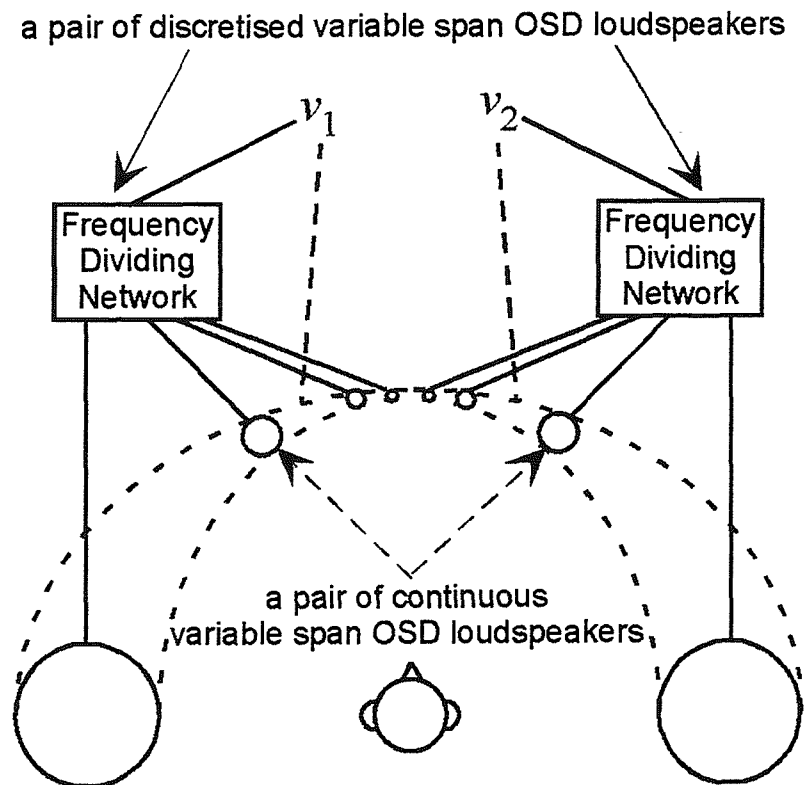 a pair of discretised variable span OSD loudspeakers
v1
v2
Frequency
Dividing
Network
Frequency
Dividing
Network
a pair of continuous
variable span OSD loudspeakers